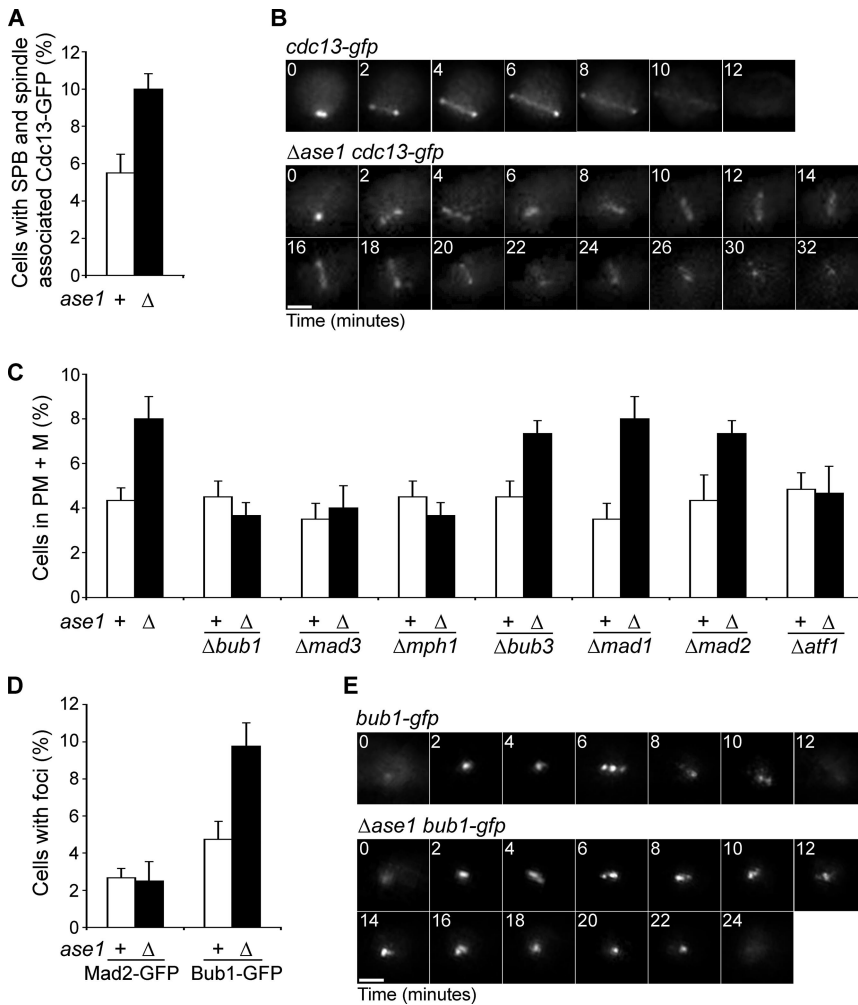 A
Cells with SPB and spindle
associated Cdc13-GFP (%)
12
10
8
6
4
2
0
ase1 + Δ
B
cdc13-gfp
0 2 4 6 8 10 12
Δase1 cdc13-gfp
0 2 4 6 8 10 12 14
16 18 20 22 24 26 30 32
Time (minutes)
C
Cells in PM + M (%)
10
8
6
4
2
0
ase1 + Δ + Δ + Δ + Δ + Δ + Δ + Δ + Δ
Δbub1 Δmad3 Δmph1 Δbub3 Δmad1 Δmad2 Δatf1
D
Cells with foci (%)
12
10
8
6
4
2
0
ase1 + Δ + Δ
Mad2-GFP Bub1-GFP
E
bub1-gfp
0 2 4 6 8 10 12
Δase1 bub1-gfp
0 2 4 6 8 10 12
14 16 18 20 22 24
Time (minutes)